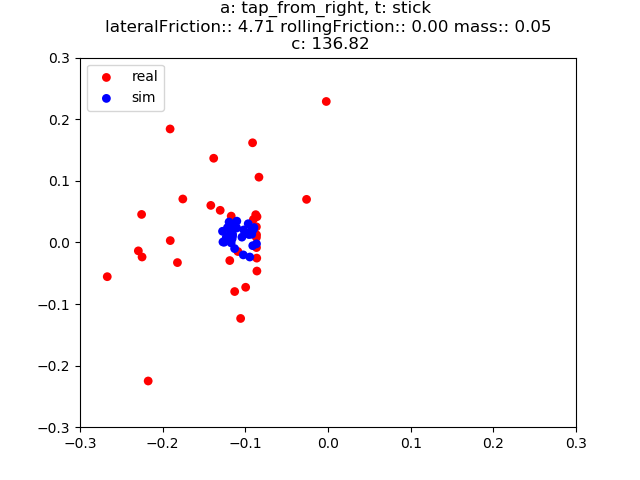 a: tap_from_right, t: stick
lateralFriction:: 4.71 rollingFriction:: 0.00 mass:: 0.05
c: 136.82
real
sim
0.3
0.2
0.1
0.0
−0.1
−0.2
−0.3
−0.3 −0.2 −0.1 0.0 0.1 0.2 0.3